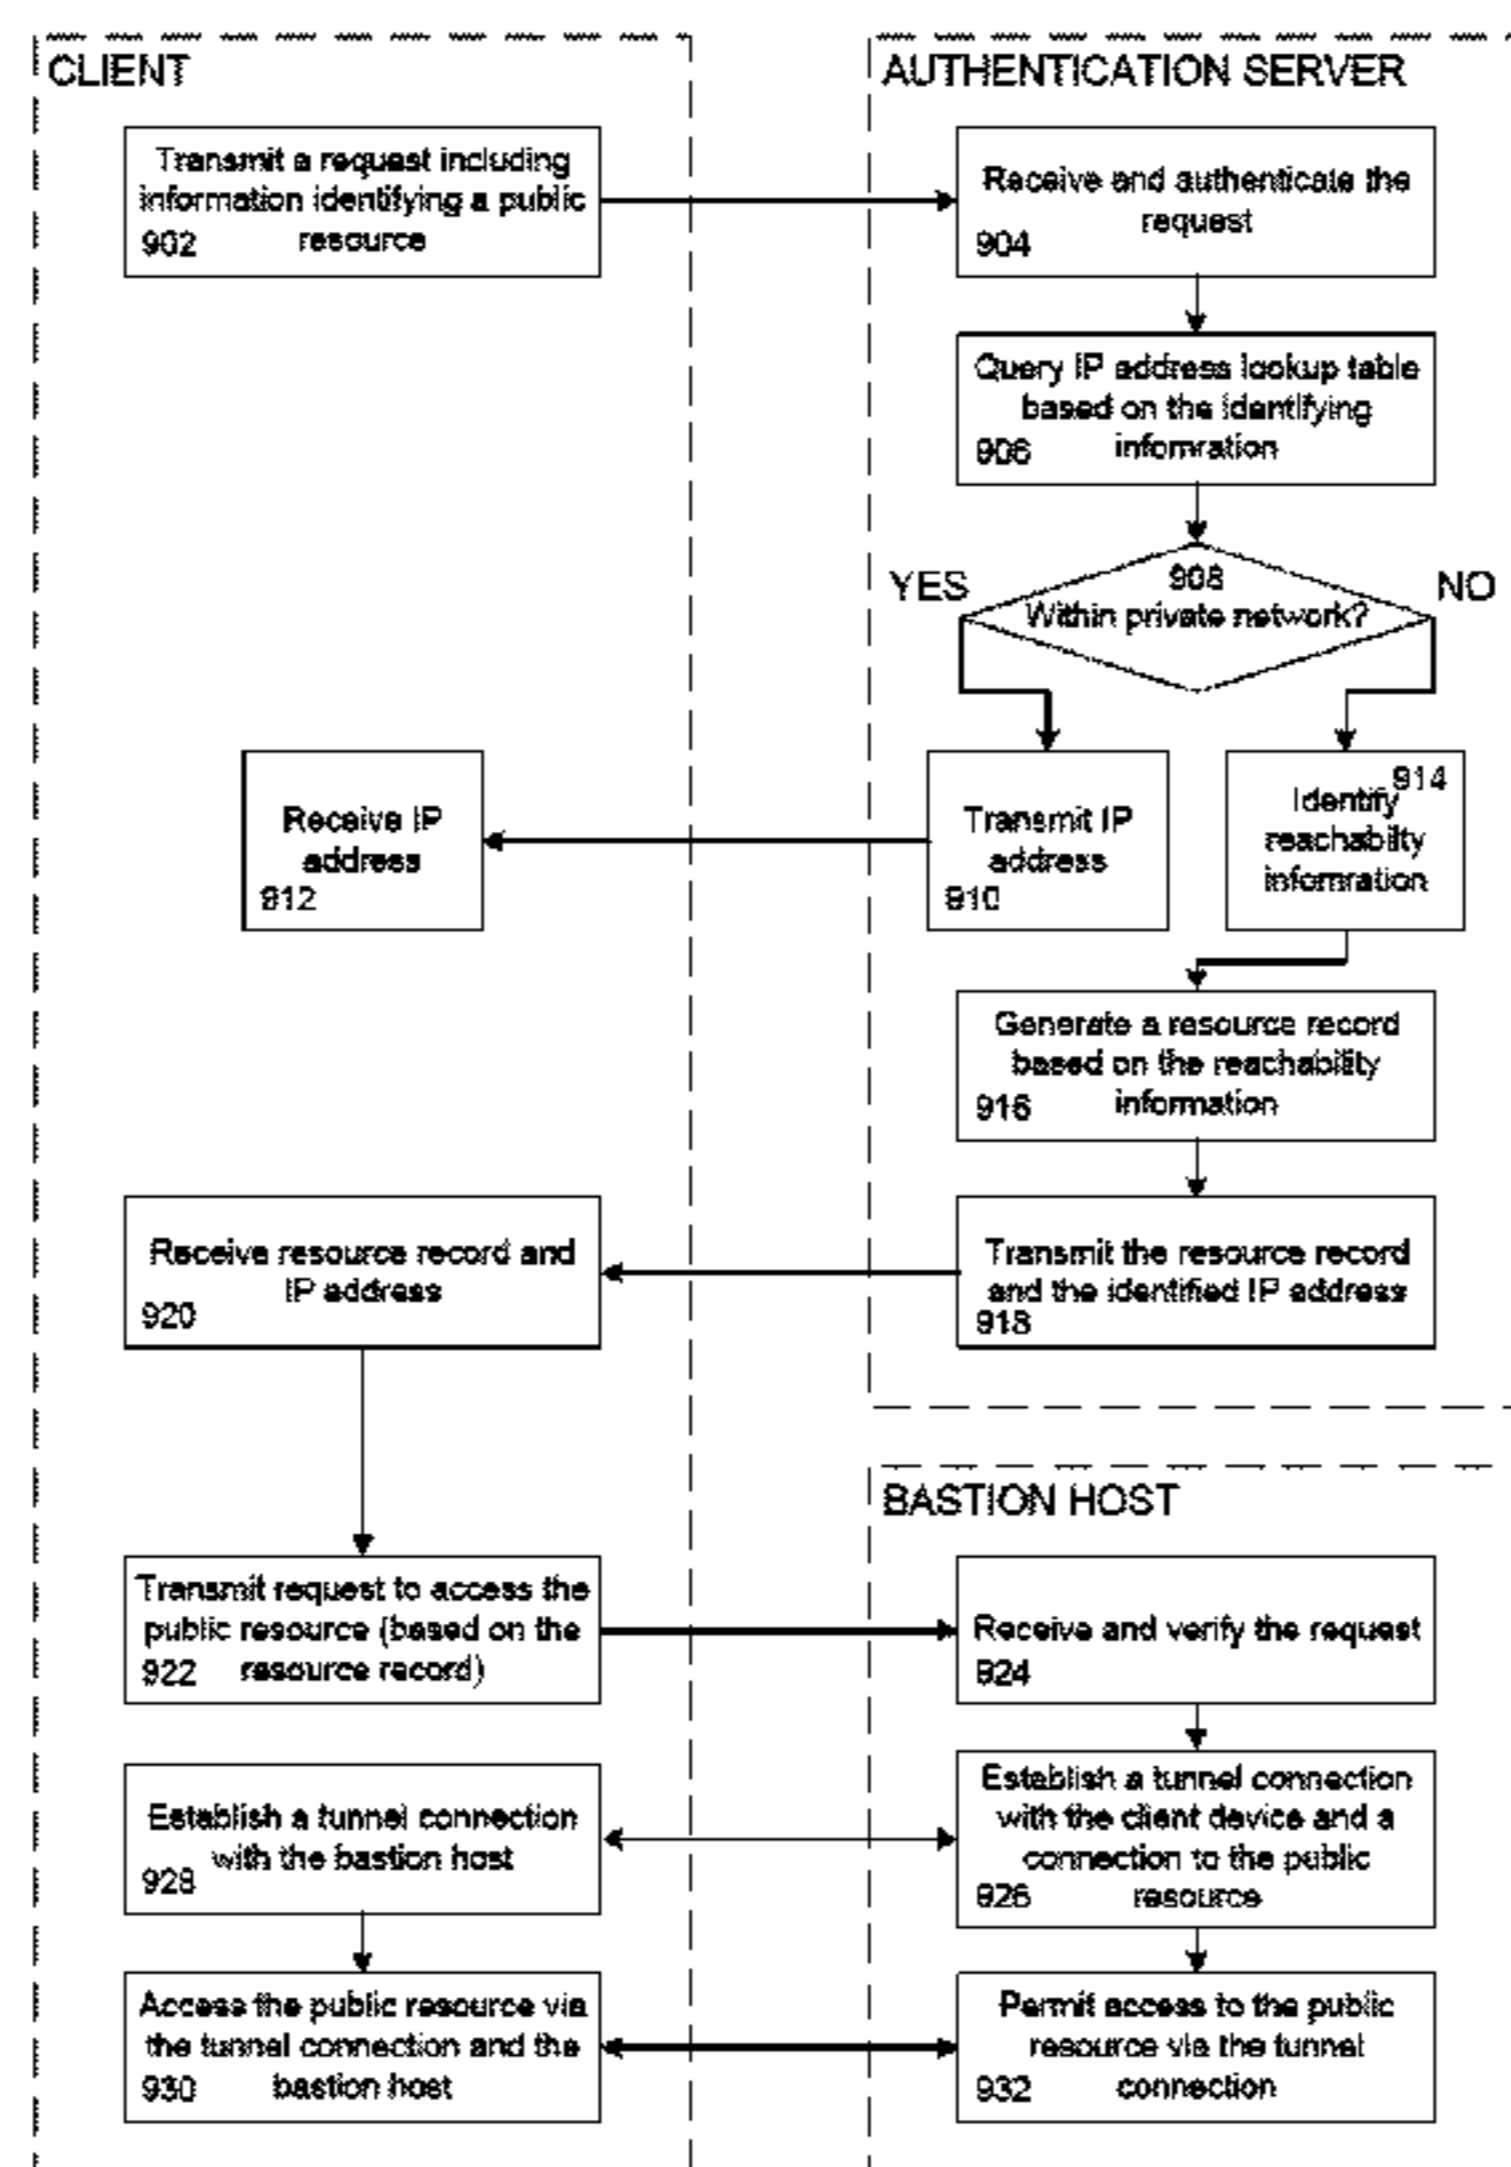 CLIENT
AUTHENTICATION SERVER
Transmit a request including
information identifying a public
902 resource
Receive and authenticate the
request
904
Query IP address lookup table
based on the identifying
906 infomration
YES
908
NO
Within private network?
Receive IP
address
912
Transmit IP
address
910
914
Identify
reachabilty
infomration
Generate a resource record
based on the reachability
916 information
Receive resource record and
IP address
920
Transmit the resource record
and the identified IP address
918
BASTION HOST
Transmit request to access the
public resource (based on the
922 resource record)
Receive and verify the request
924
Establish a tunnel connection
with the bastion host
928
Establish a tunnel connection
with the client device and a
connection to the public
926 resource
Access the public resource via
the tunnel connection and the
930 bastion host
Permit access to the public
resource via the tunnel
932 connection